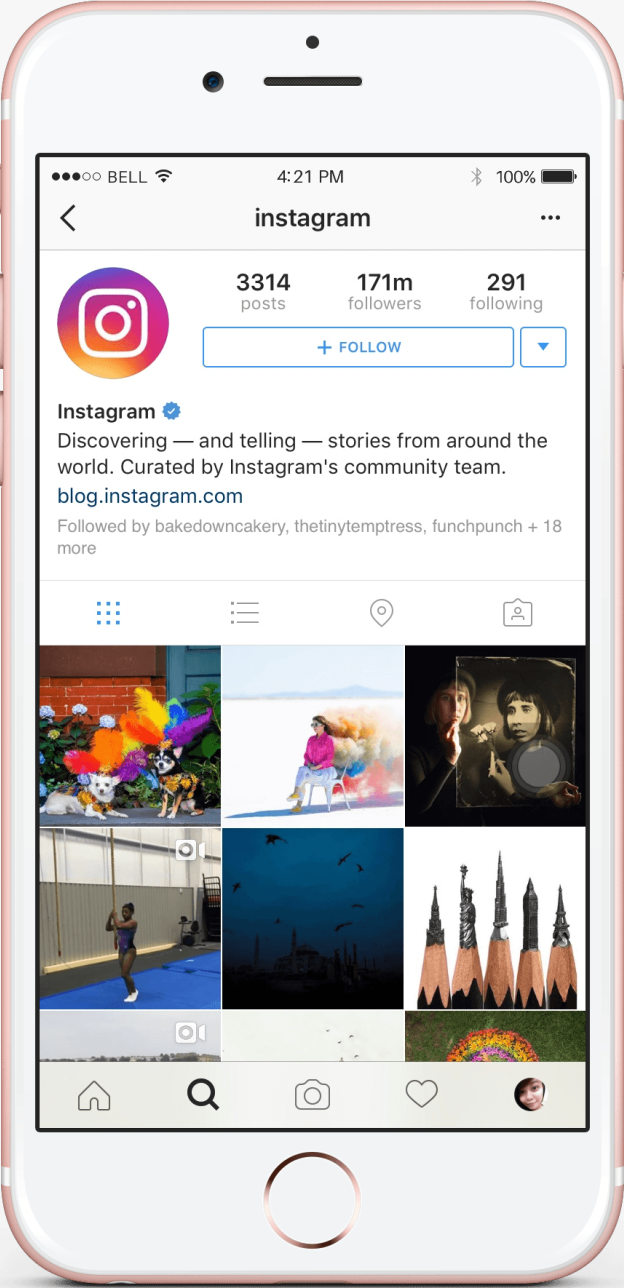 BELL 4:21 PM 100%
instagram
3314 171m 291
posts followers following
+ FOLLOW
Instagram
Discovering — and telling — stories from around the
world. Curated by Instagram's community team.
blog.instagram.com
Followed by bakedowncakery, thetinytemptress, funchpunch + 18
more